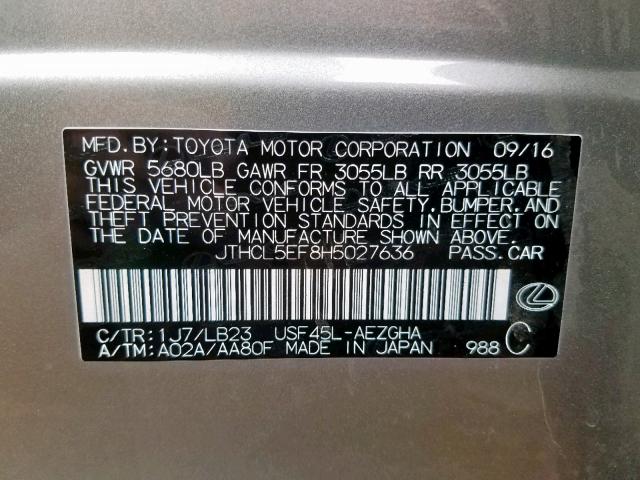 MFD.BY:TOYOTA MOTOR CORPORATION 09/16
GVWR 5680LB GAWR FR 3055LB RR 3055LB
THIS VEHICLE CONFORMS TO ALL APPLICABLE
FEDERAL MOTOR VEHICLE SAFETY, BUMPER, AND
THEFT PREVENTION STANDARDS IN EFFECT ON
THE DATE OF MANUFACTURE SHOWN ABOVE.
JTHCL5EF8H5027636 PASS.CAR
C/TR:1J7/LB23 USF45L-AEZGHA
A/TM:A02A/AA80F MADE IN JAPAN 988 C